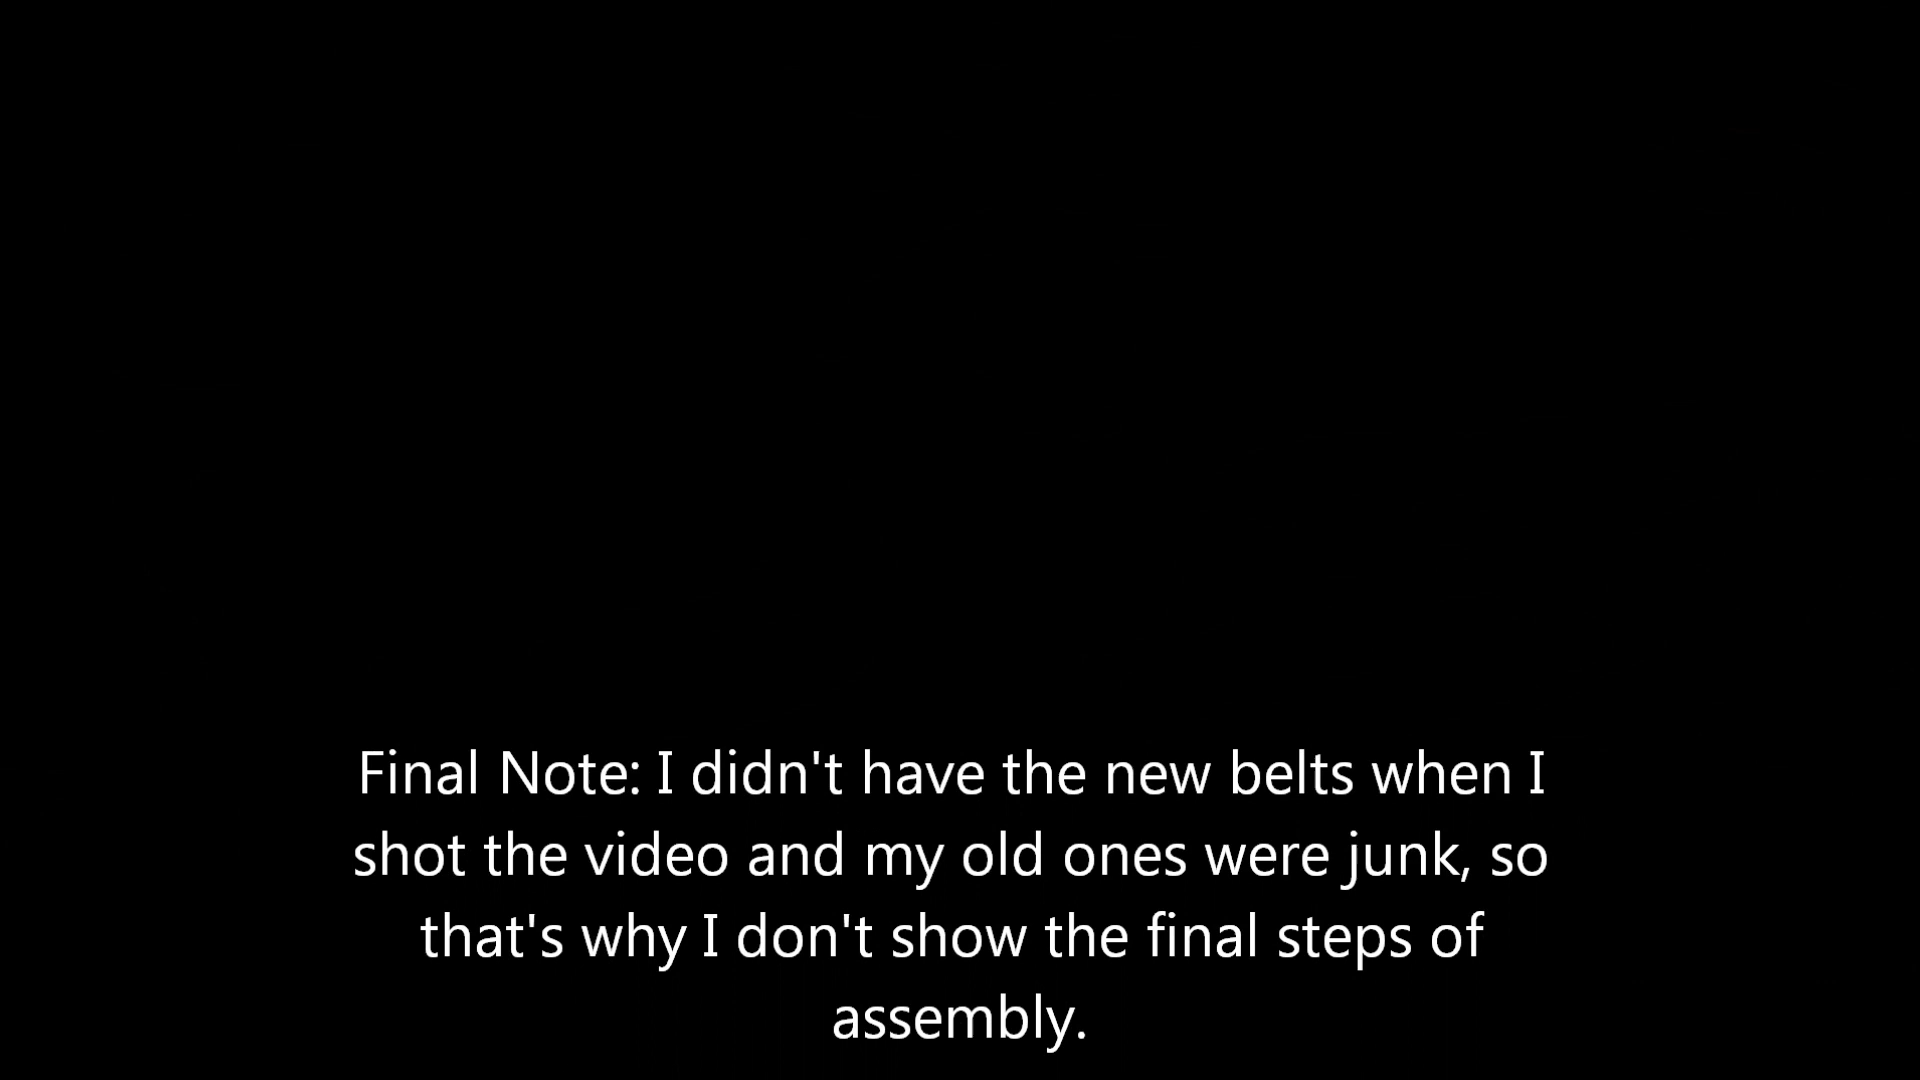 Final Note: I didn't have the new belts when I
shot the video and my old ones were junk, so
that's why I don't show the final steps of
assembly.